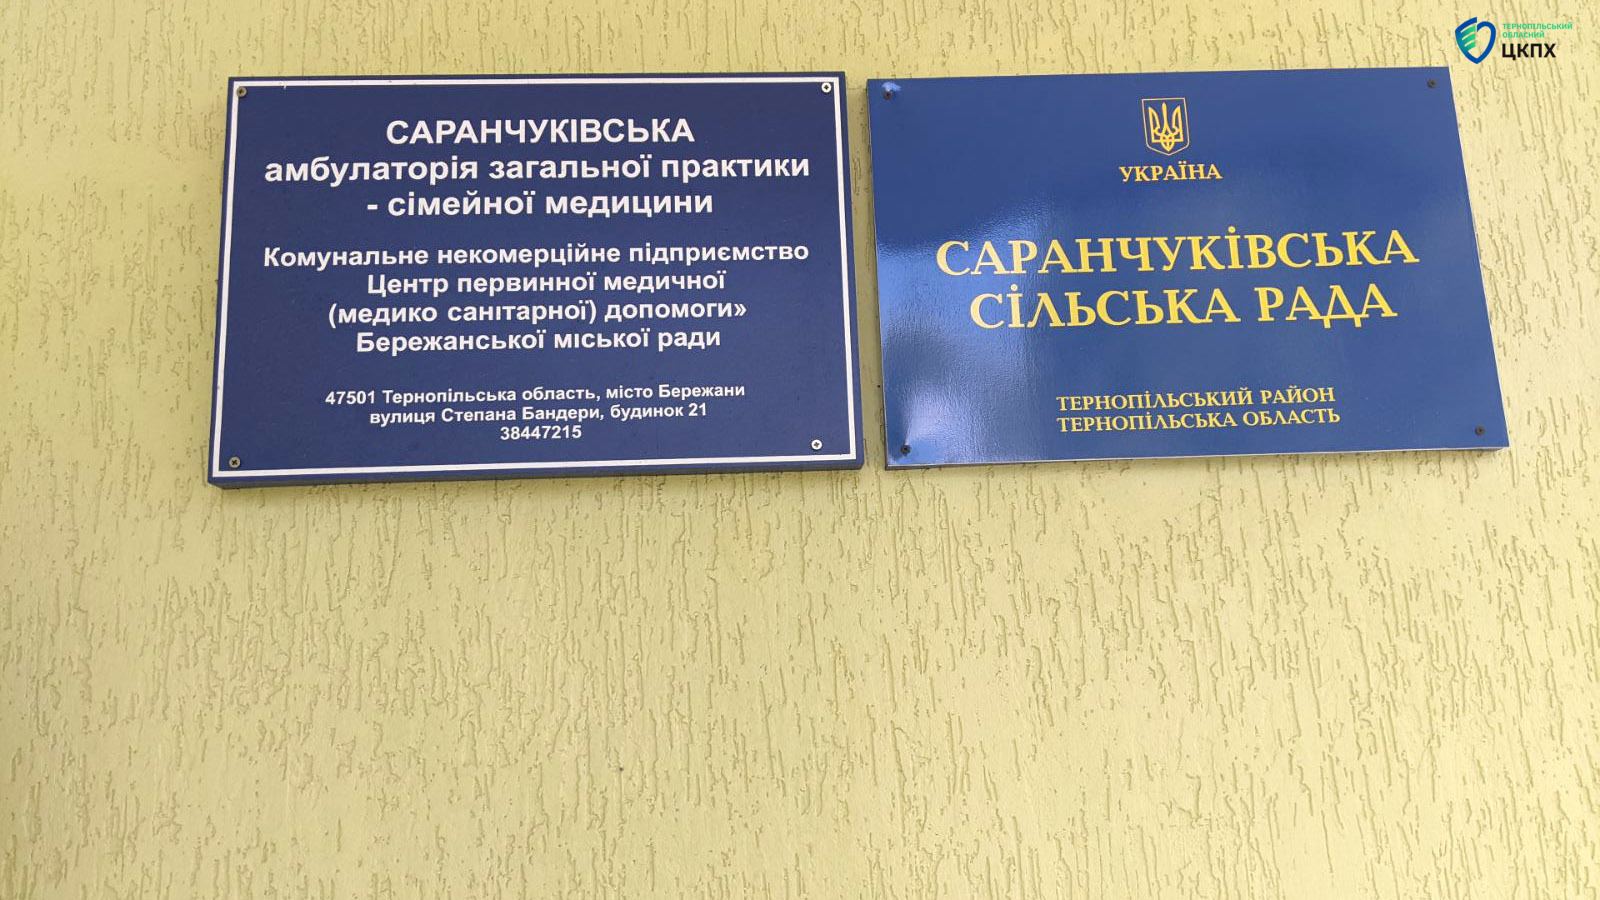 САРАНЧУКІВСЬКА
амбулаторія загальної практики
- сімейної медицини
Комунальне некомерційне підприємство
Центр первинної медичної
(медико санітарної) допомоги»
Бережанської міської ради
47501 Тернопільська область, місто Бережани
вулиця Степана Бандери, будинок 21
38447215
УКРАЇНА
САРАНЧУКІВСЬКА
СІЛЬСЬКА РАДА
ТЕРНОПІЛЬСЬКИЙ РАЙОН
ТЕРНОПІЛЬСЬКА ОБЛАСТЬ
ТЕРНОПІЛЬСЬКИЙ
ОБЛАСНИЙ
ЦКПХ